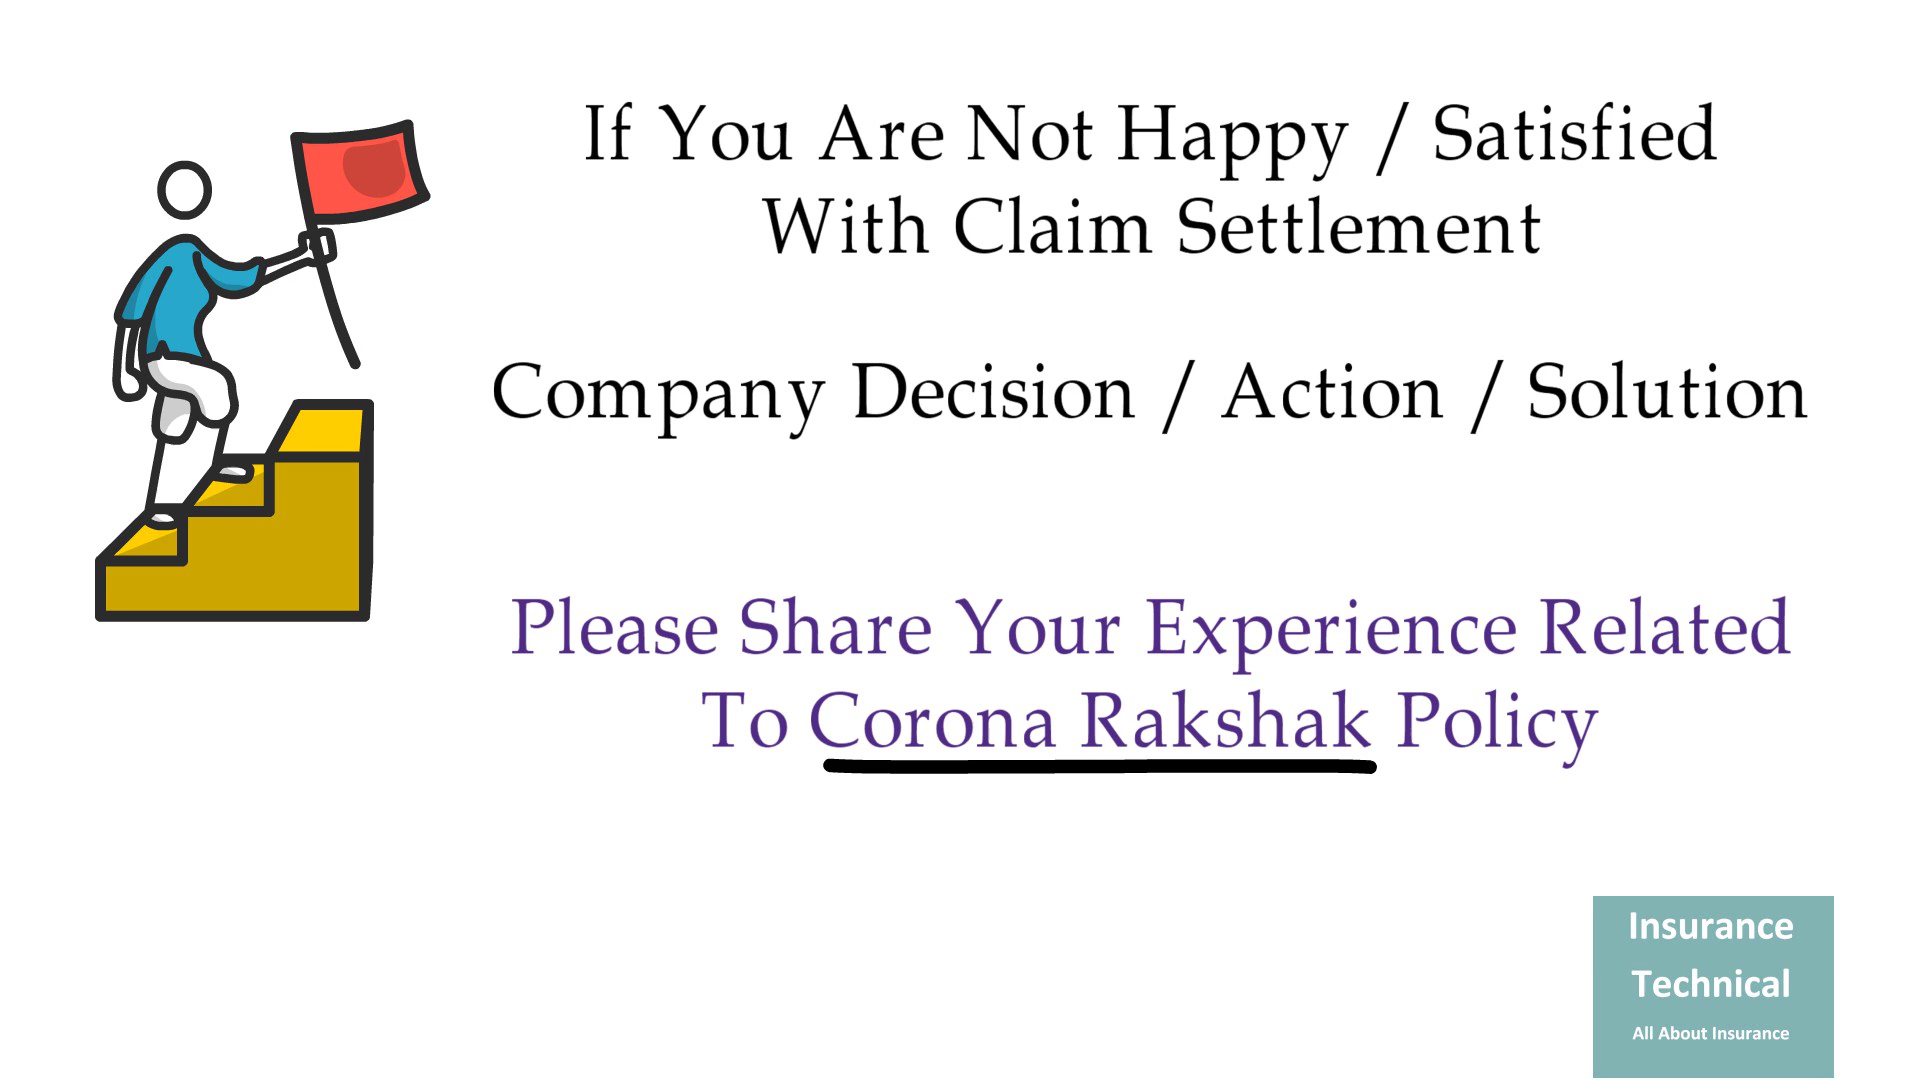 If You Are Not Happy / Satisfied
With Claim Settlement
Company Decision / Action / Solution
Please Share Your Experience Related
To Corona Rakshak Policy
Insurance
Technical
All About Insurance